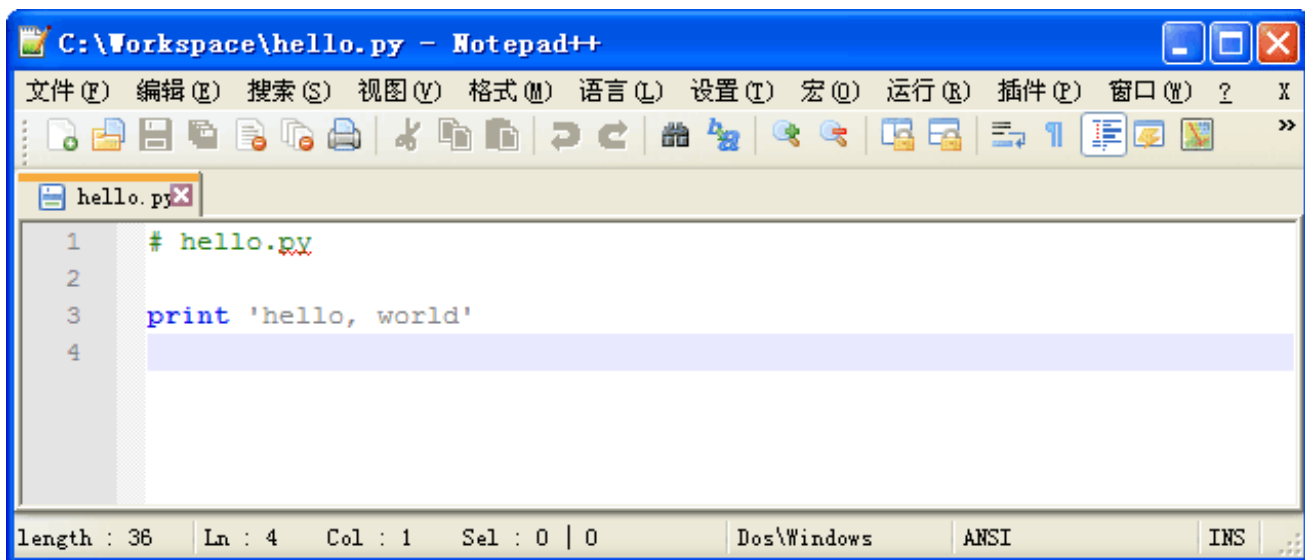 C:\Workspace\hello.py - Notepad++
文件(F) 编辑(E) 搜索(S) 视图(V) 格式(M) 语言(L) 设置(T) 宏(O) 运行(R) 插件(P) 窗口(W) ? X
hello.py
1 # hello.py
2
3 print 'hello, world'
4
length : 36 Ln : 4 Col : 1 Sel : 0 | 0 Dos\Windows ANSI INS